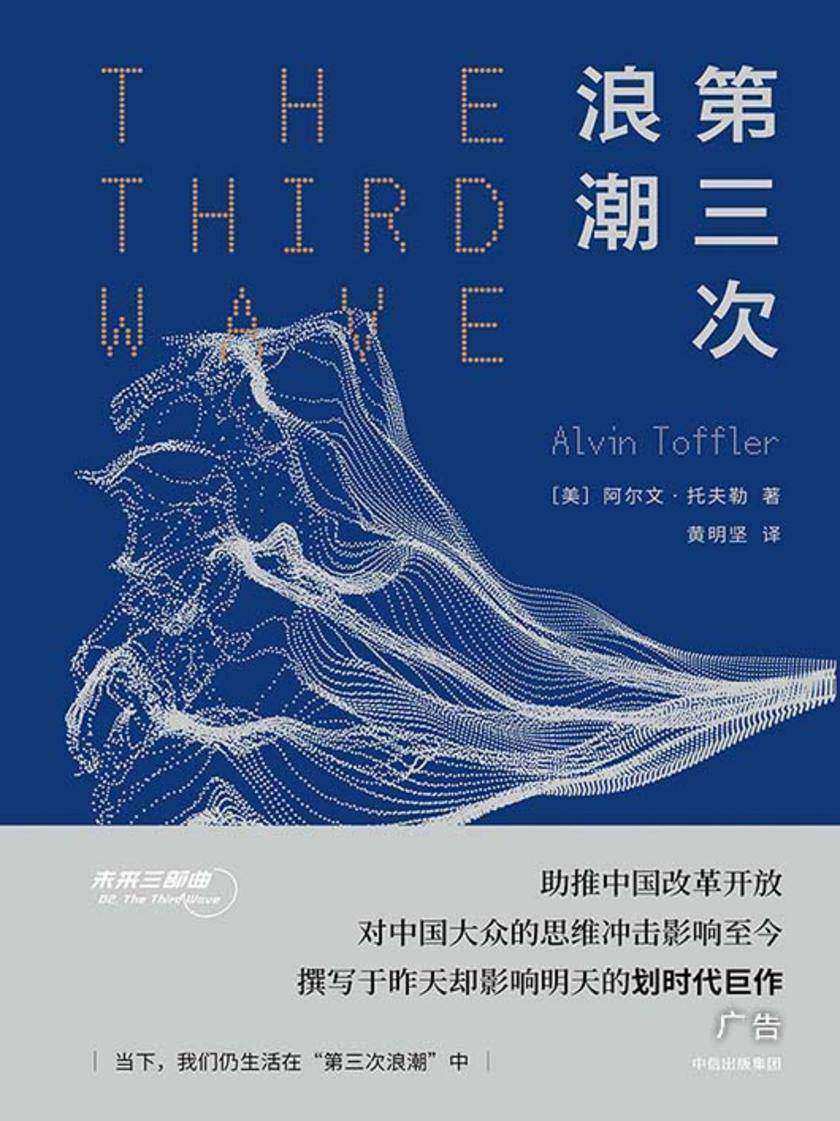 THE
THIRD
WAVE
第三次
浪潮
Alvin Toffler
［美］阿尔文·托夫勒 著
黄明坚 译
未来三部曲
02. The Third Wave
助推中国改革开放
对中国大众的思维冲击影响至今
撰写于昨天却影响明天的划时代巨作
广告
当下，我们仍生活在“第三次浪潮”中
中信出版集团